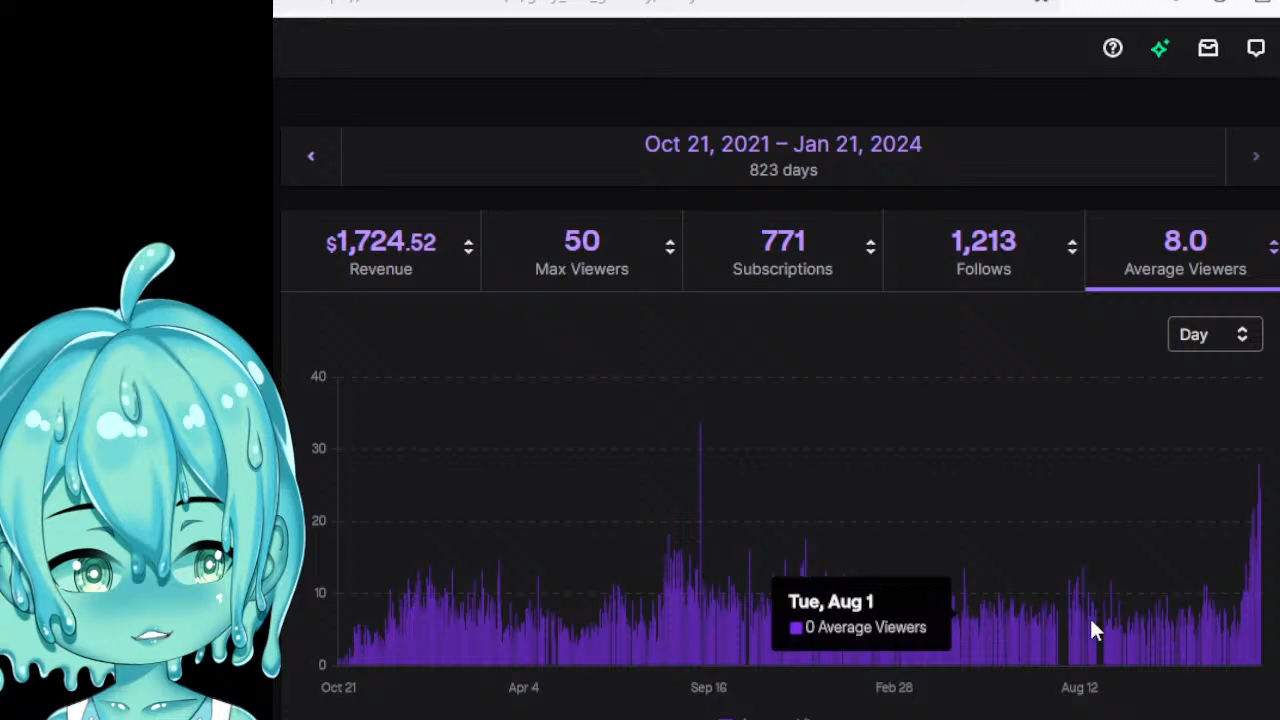 Oct 21, 2021 – Jan 21, 2024
823 days
$1,724.52
Revenue
50
Max Viewers
771
Subscriptions
1,213
Follows
8.0
Average Viewers
Day
40
30
20
10
0
Tue, Aug 1
0 Average Viewers
Oct 21
Apr 4
Sep 16
Feb 28
Aug 12